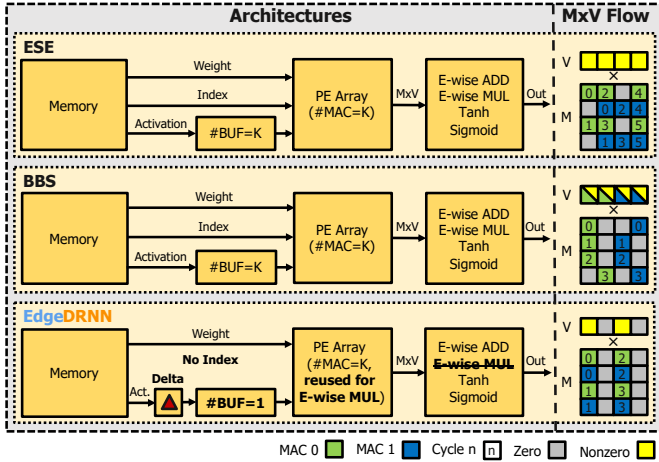 Architectures
MxV Flow
ESE
Memory
Weight
Index
Activation
#BUF=K
PE Array
(#MAC=K)
MxV
E-wise ADD
E-wise MUL
Tanh
Sigmoid
Out
V
×
M
0 2 4
0 2 4
1 3 5
1 3 5
BBS
Memory
Weight
Index
Activation
#BUF=K
PE Array
(#MAC=K)
MxV
E-wise ADD
E-wise MUL
Tanh
Sigmoid
Out
V
×
M
0 0
1 1
2 2
3 3
EdgeDRNN
Memory
Weight
No Index
Act.
Delta
#BUF=1
PE Array
(#MAC=K,
reused for
E-wise MUL)
MxV
E-wise ADD
E-wise MUL
Tanh
Sigmoid
Out
V
×
M
0 2
0 2
1 3
1 3
MAC 0 MAC 1 Cycle n n Zero Nonzero